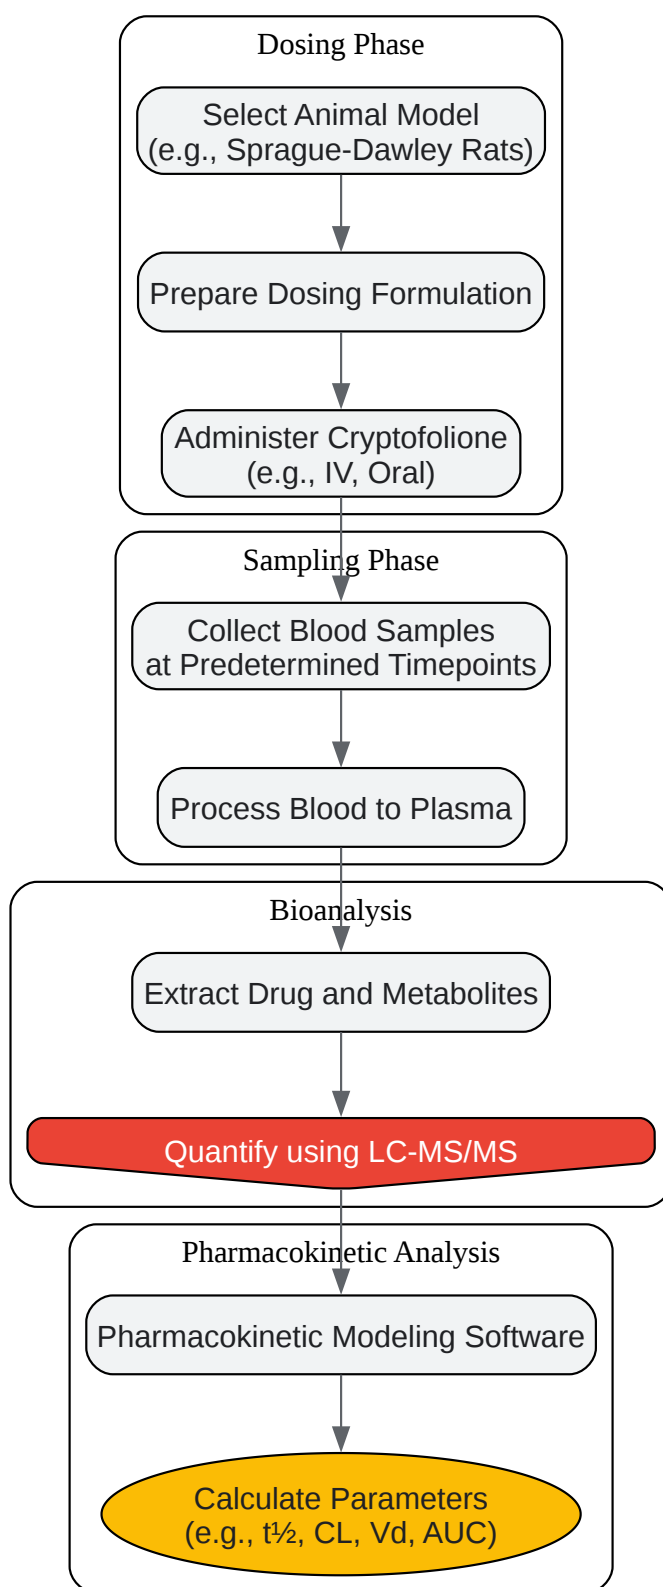 Dosing Phase
Select Animal Model
(e.g., Sprague-Dawley Rats)
Prepare Dosing Formulation
Administer Cryptofolione
(e.g., IV, Oral)
Sampling Phase
Collect Blood Samples
at Predetermined Timepoints
Process Blood to Plasma
Bioanalysis
Extract Drug and Metabolites
Quantify using LC-MS/MS
Pharmacokinetic Analysis
Pharmacokinetic Modeling Software
Calculate Parameters
(e.g., t½, CL, Vd, AUC)